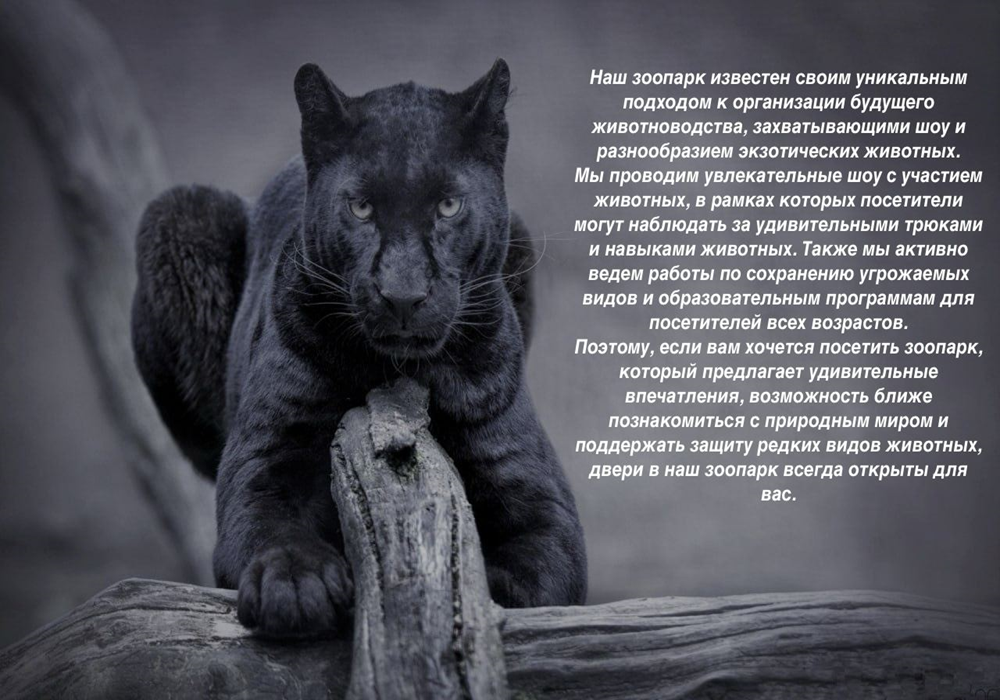 Наш зоопарк известен своим уникальным
подходом к организации будущего
животноводства, захватывающими шоу и
разнообразием экзотических животных.
Мы проводим увлекательные шоу с участием
животных, в рамках которых посетители
могут наблюдать за удивительными трюками
и навыками животных. Также мы активно
ведем работы по сохранению угрожаемых
видов и образовательным программам для
посетителей всех возрастов.
Поэтому, если вам хочется посетить зоопарк,
который предлагает удивительные
впечатления, возможность ближе
познакомиться с природным миром и
поддержать защиту редких видов животных,
двери в наш зоопарк всегда открыты для
вас.